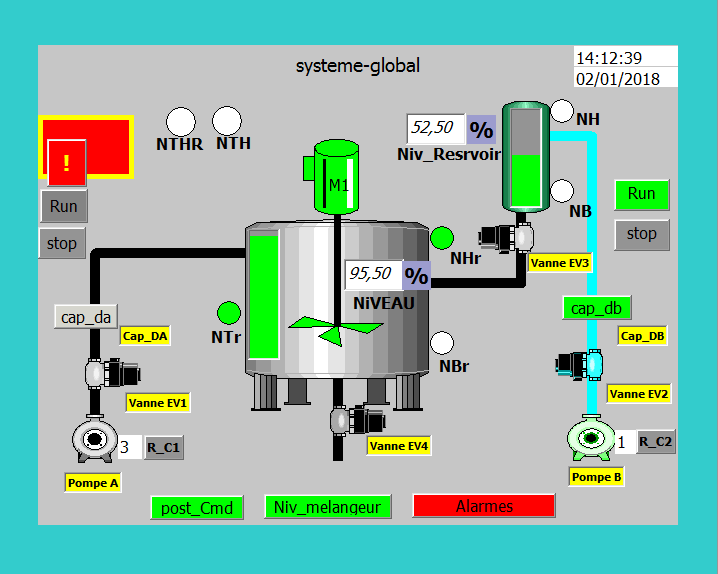 systeme-global
14:12:39
02/01/2018
NTHR
NTH
52,50
%
Niv_Resrvoir
NH
!
M1
Run
Run
NB
stop
stop
NHr
Vanne EV3
95,50
%
NiVEAU
cap_da
cap_db
NTr
Cap_DA
Cap_DB
NBr
Vanne EV1
Vanne EV2
3
R_C1
Vanne EV4
1
R_C2
Pompe A
Pompe B
post_Cmd
Niv_melangeur
Alarmes